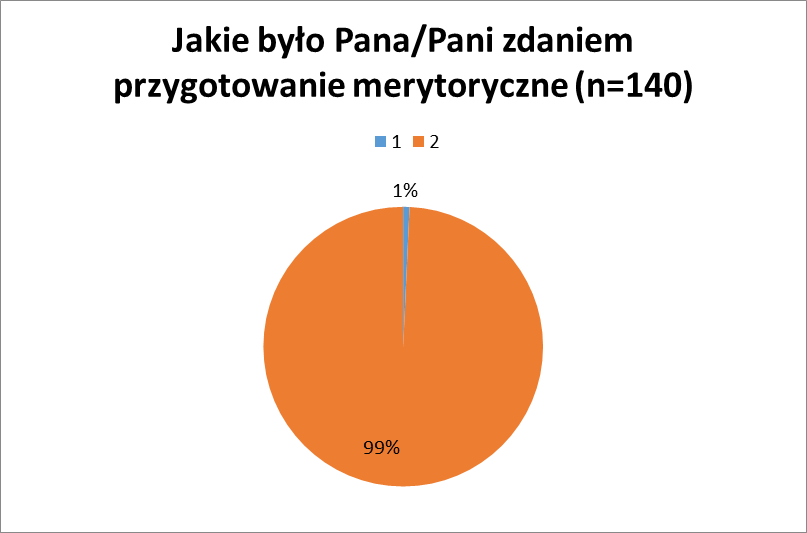 Jakie było Pana/Pani zdaniem
przygotowanie merytoryczne (n=140)
1 2
1%
99%